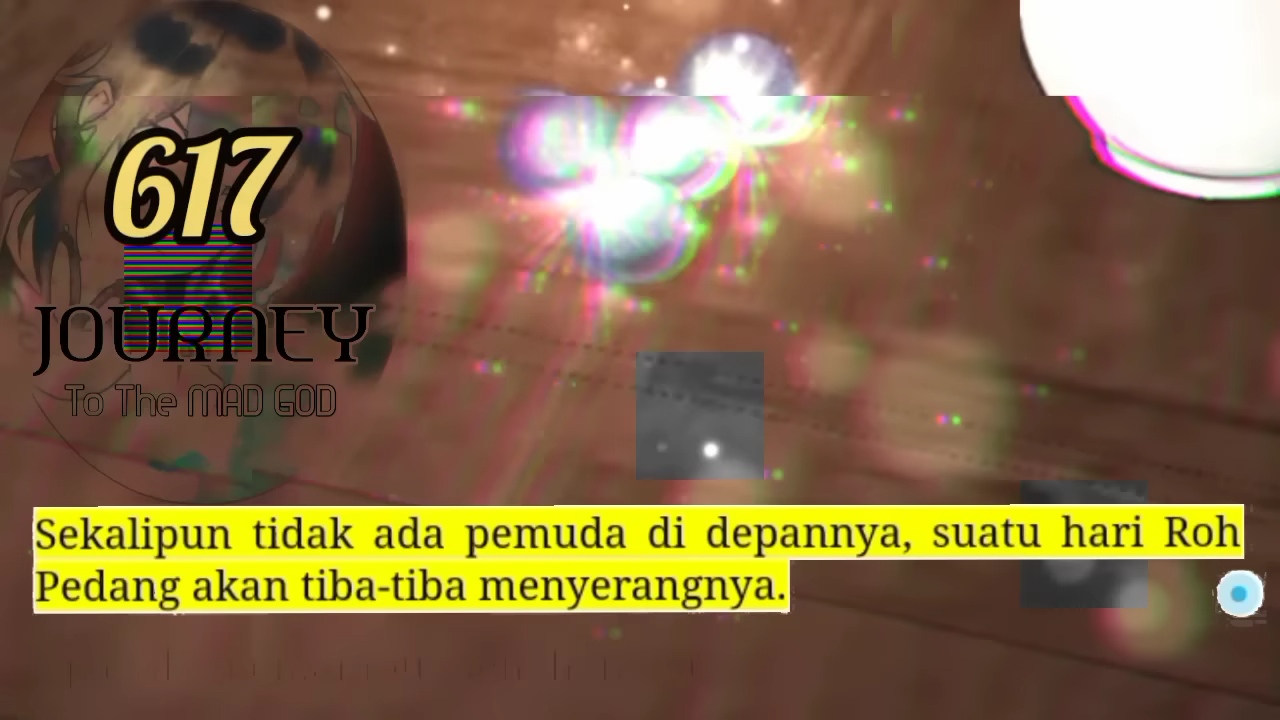 617
JOURNEY
To The MAD GOD
Sekalipun tidak ada pemuda di depannya, suatu hari Roh
Pedang akan tiba-tiba menyerangnya.